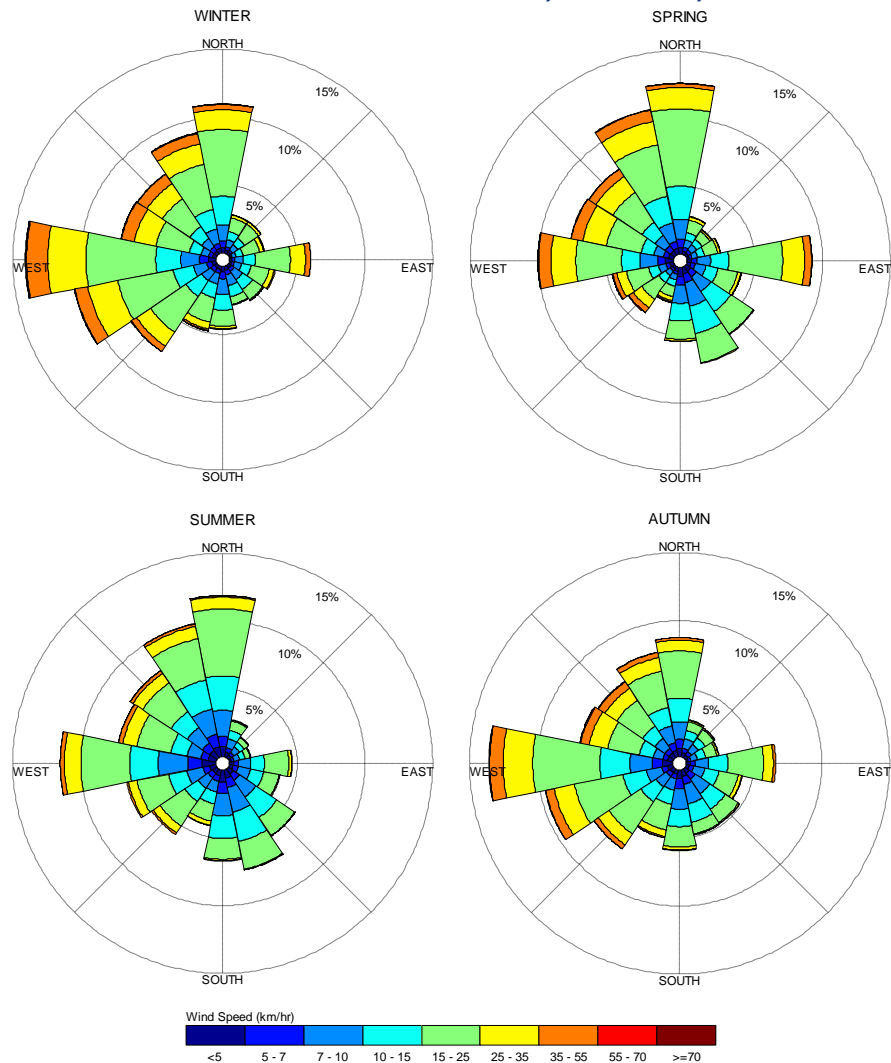 WINTER
SPRING
NORTH
NORTH
15%
15%
10%
10%
5%
5%
WEST
EAST
WEST
EAST
SOUTH
SOUTH
SUMMER
AUTUMN
NORTH
NORTH
15%
15%
10%
10%
5%
5%
WEST
EAST
WEST
EAST
SOUTH
SOUTH
Wind Speed (km/hr)
<5 5 - 7 7 - 10 10 - 15 15 - 25 25 - 35 35 - 55 55 - 70 >=70